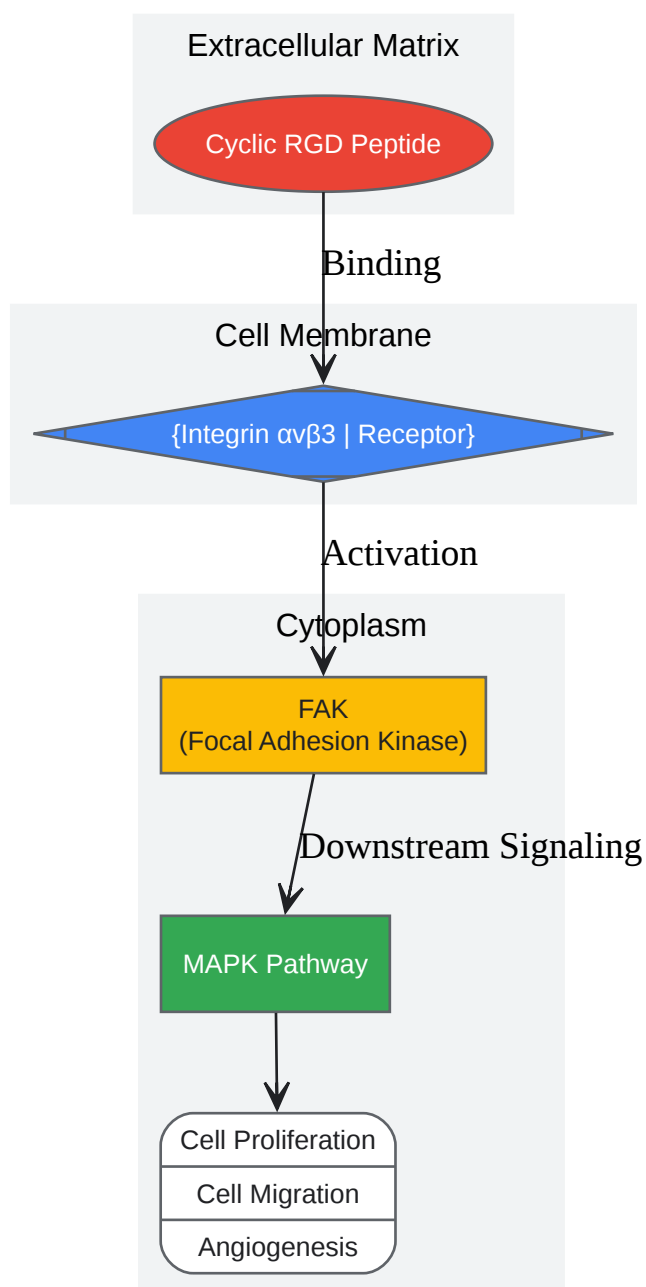 Extracellular Matrix
Cyclic RGD Peptide
Binding
Cell Membrane
{Integrin αvβ3 | Receptor}
Activation
Cytoplasm
FAK
(Focal Adhesion Kinase)
Downstream Signaling
MAPK Pathway
Cell Proliferation
Cell Migration
Angiogenesis